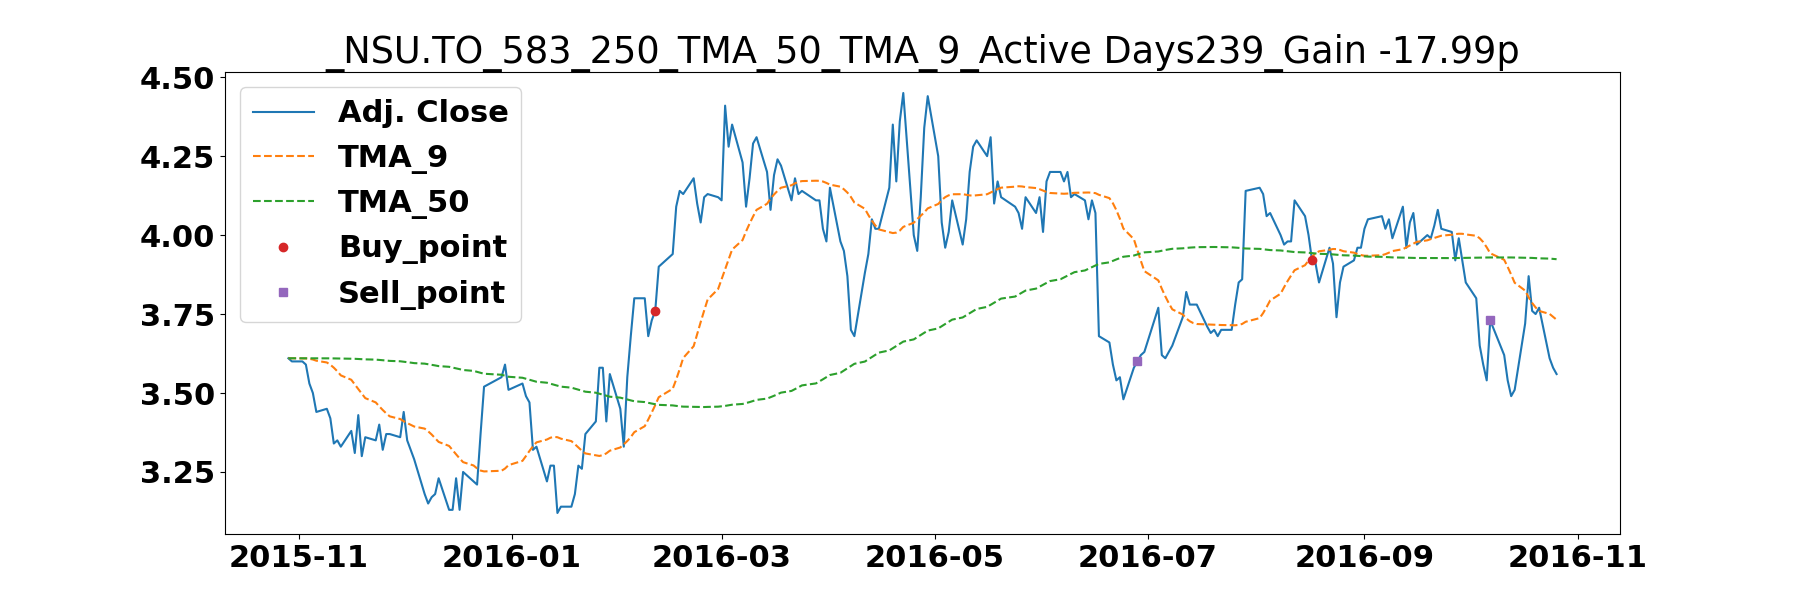 _NSU.TO_583_250_TMA_50_TMA_9_Active Days239_Gain -17.99p
4.50
4.25
4.00
3.75
3.50
3.25
Adj. Close
TMA_9
TMA_50
Buy_point
Sell_point
2015-11
2016-01
2016-03
2016-05
2016-07
2016-09
2016-11